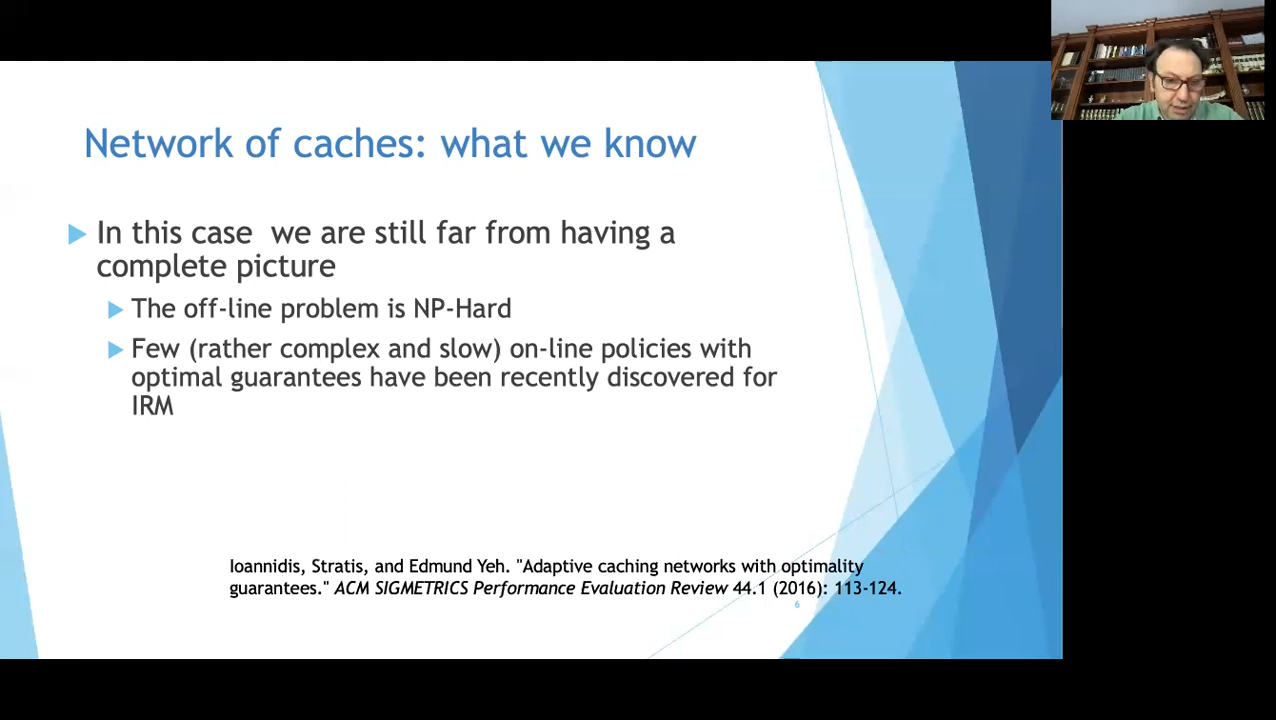 Network of caches: what we know
In this case we are still far from having a
complete picture
The off-line problem is NP-Hard
Few (rather complex and slow) on-line policies with
optimal guarantees have been recently discovered for
IRM
Ioannidis, Stratis, and Edmund Yeh. "Adaptive caching networks with optimality
guarantees." ACM SIGMETRICS Performance Evaluation Review 44.1 (2016): 113-124.
6